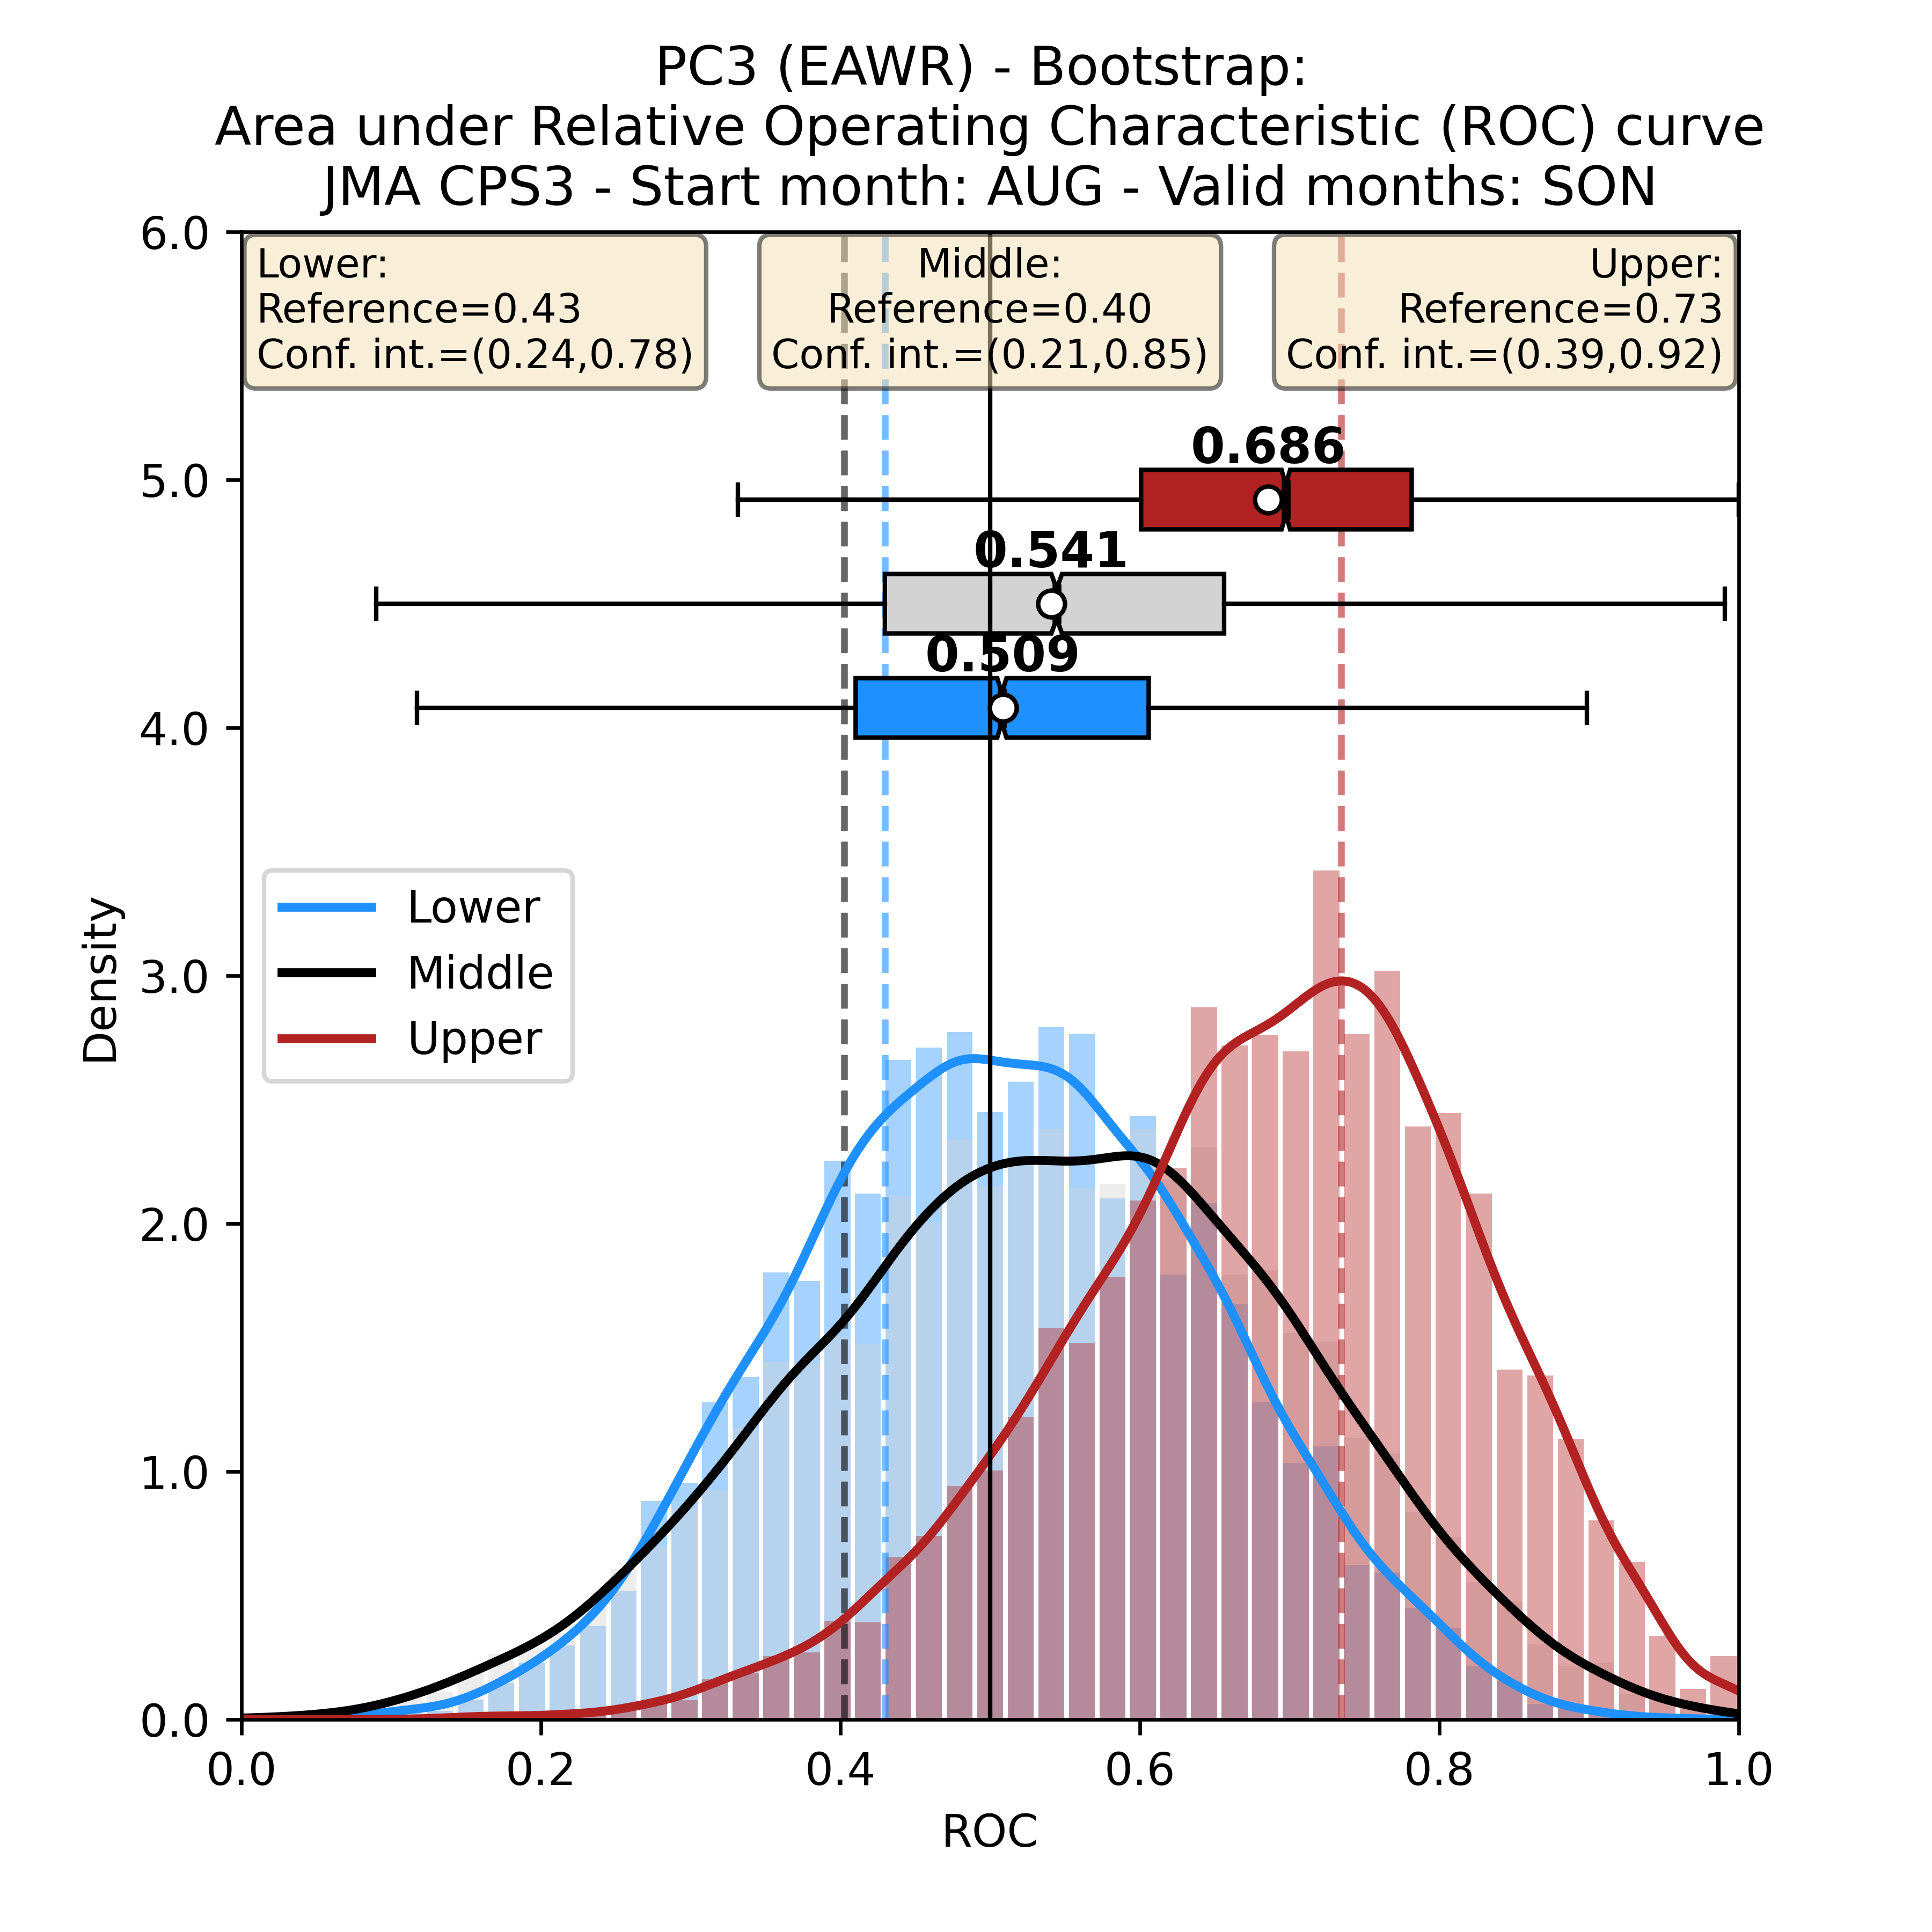 PC3 (EAWR) - Bootstrap:
Area under Relative Operating Characteristic (ROC) curve
JMA CPS3 - Start month: AUG - Valid months: SON
Lower:
Reference=0.43
Conf. int.=(0.24,0.78)
Middle:
Reference=0.40
Conf. int.=(0.21,0.85)
Upper:
Reference=0.73
Conf. int.=(0.39,0.92)
0.686
0.541
0.509
Lower
Middle
Upper
Density
6.0
5.0
4.0
3.0
2.0
1.0
0.0
0.0 0.2 0.4 0.6 0.8 1.0
ROC